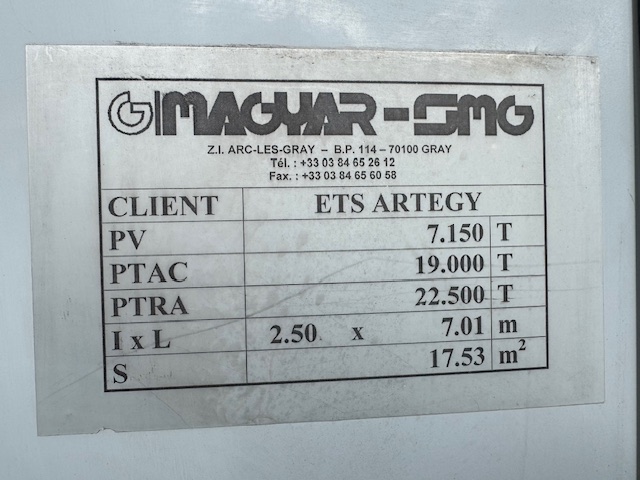 MAGYAR-SMG
Z.I. ARC-LES-GRAY – B.P. 114 – 70100 GRAY
Tél. : +33 03 84 65 26 12
Fax. : +33 03 84 65 60 58
CLIENT ETS ARTEGY
PV 7.150 T
PTAC 19.000 T
PTRA 22.500 T
I x L 2.50 x 7.01 m
S 17.53 m²